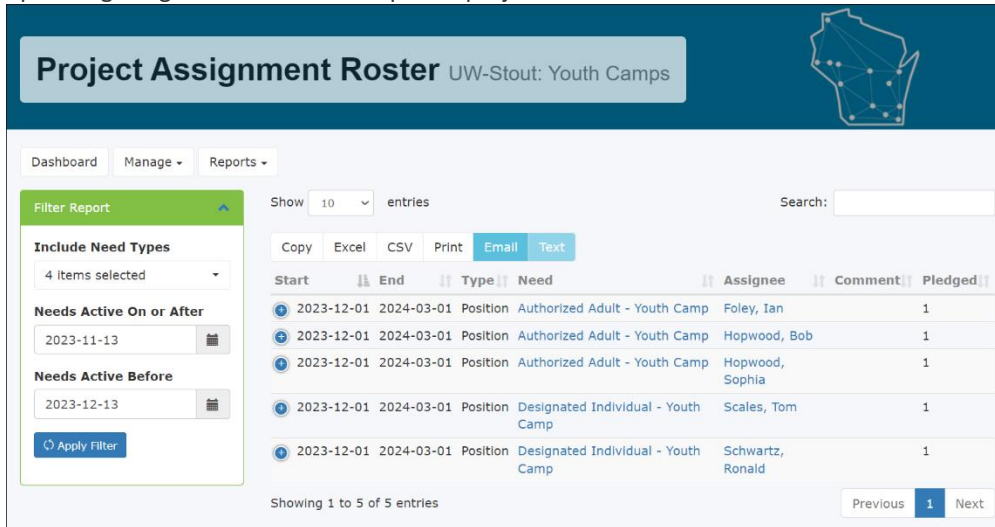 Project Assignment Roster UW-Stout: Youth Camps
Dashboard Manage Reports
Filter Report
Include Need Types
4 items selected
Needs Active On or After
2023-11-13
Needs Active Before
2023-12-13
Apply Filter
Show 10 entries Search:
Copy Excel CSV Print Email Text
Start End Type Need Assignee Comment Pledged
2023-12-01 2024-03-01 Position Authorized Adult - Youth Camp Foley, Ian 1
2023-12-01 2024-03-01 Position Authorized Adult - Youth Camp Hopwood, Bob 1
2023-12-01 2024-03-01 Position Authorized Adult - Youth Camp Hopwood, 1
Sophia
2023-12-01 2024-03-01 Position Designated Individual - Youth Scales, Tom 1
Camp
2023-12-01 2024-03-01 Position Designated Individual - Youth Schwartz, 1
Camp Ronald
Showing 1 to 5 of 5 entries
Previous 1 Next